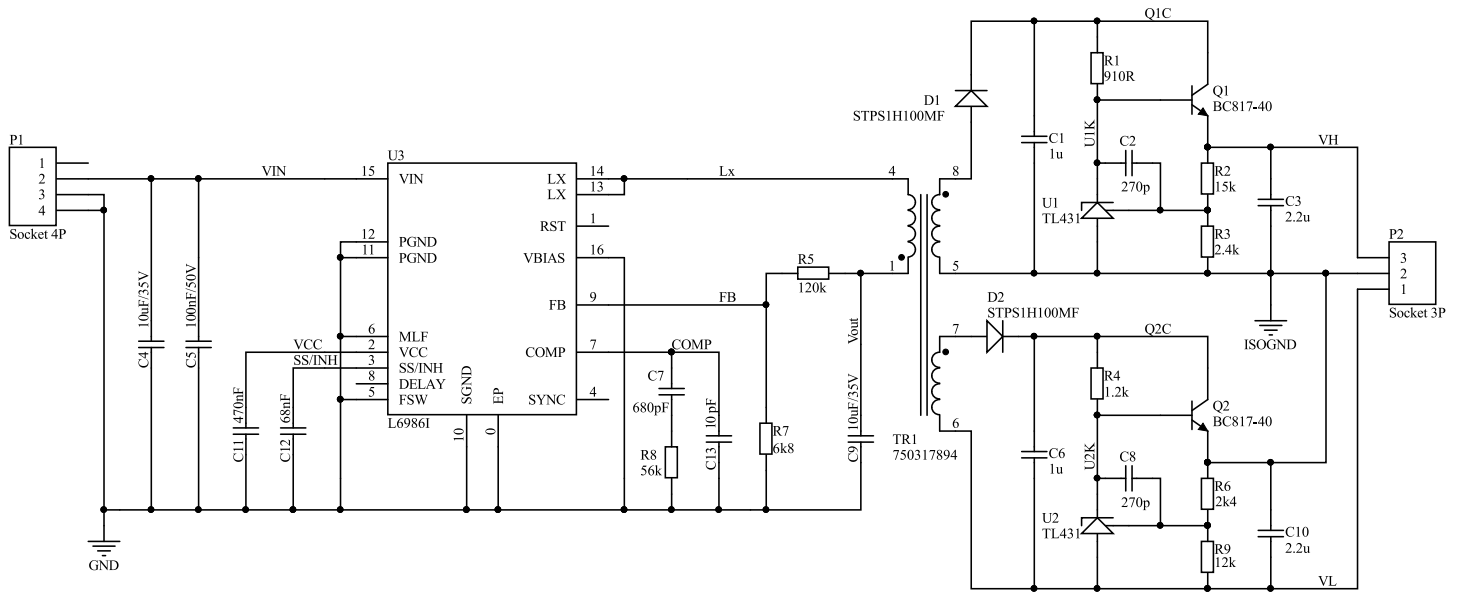 P1
1
2
3
4
Socket 4P
VIN
C4 10uF/35V
C5 100nF/50V
GND
VCC
SS/INH
C11 470nF
C12 68nF
U3
15 VIN
12 PGND
11 PGND
6 MLF
2 VCC
3 SS/INH
8 DELAY
5 FSW
LX 14
LX 13
RST 1
VBIAS 16
FB 9
COMP 7
SYNC 4
SGND 10
EP 0
L6986I
Lx
FB
COMP
C7
680pF
R8
56k
C13 10 pF
R5
120k
R7
6k8
Vout
C9 10uF/35V
4
1
8
5
7
6
TR1
750317894
D1
STPS1H100MF
Q1C
R1
910R
Q1
BC817-40
C1
1u
U1K
C2
270p
U1
TL431
R2
15k
R3
2.4k
VH
C3
2.2u
ISOGND
P2
3
2
1
Socket 3P
D2
STPS1H100MF
Q2C
R4
1.2k
Q2
BC817-40
C6
1u
U2K
C8
270p
U2
TL431
R6
2k4
R9
12k
C10
2.2u
VL